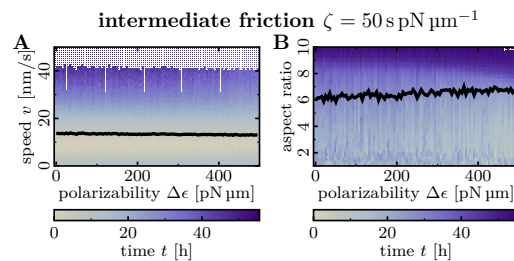 intermediate friction ζ = 50 s pN μm⁻¹
A
B
speed v [nm/s]
40
20
0
0
200
400
polarizability Δϵ [pN μm]
0
20
40
time t [h]
aspect ratio
10
8
6
4
2
0
200
400
polarizability Δϵ [pN μm]
0
20
40
time t [h]